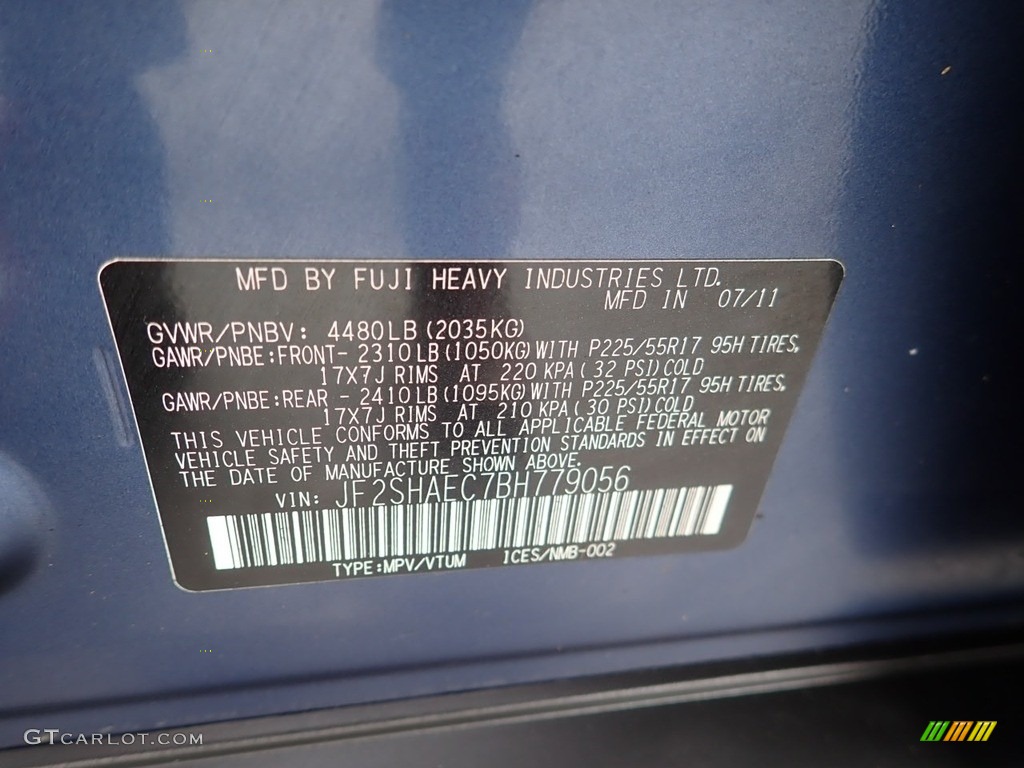 MFD BY FUJI HEAVY INDUSTRIES LTD.
MFD IN 07/11
GVWR/PNBV: 4480LB(2035KG)
GAWR/PNBE:FRONT- 2310LB(1050KG)WITH P225/55R17 95H TIRES,
17X7J RIMS AT 220 KPA(32 PSI)COLD
GAWR/PNBE:REAR - 2410LB(1095KG)WITH P225/55R17 95H TIRES,
17X7J RIMS AT 210 KPA(30 PSI)COLD
THIS VEHICLE CONFORMS TO ALL APPLICABLE FEDERAL MOTOR
VEHICLE SAFETY AND THEFT PREVENTION STANDARDS IN EFFECT ON
THE DATE OF MANUFACTURE SHOWN ABOVE.
VIN: JF2SHAEC7BH779056
TYPE:MPV/VTUM ICES/NMB-002
GTCARLOT.COM